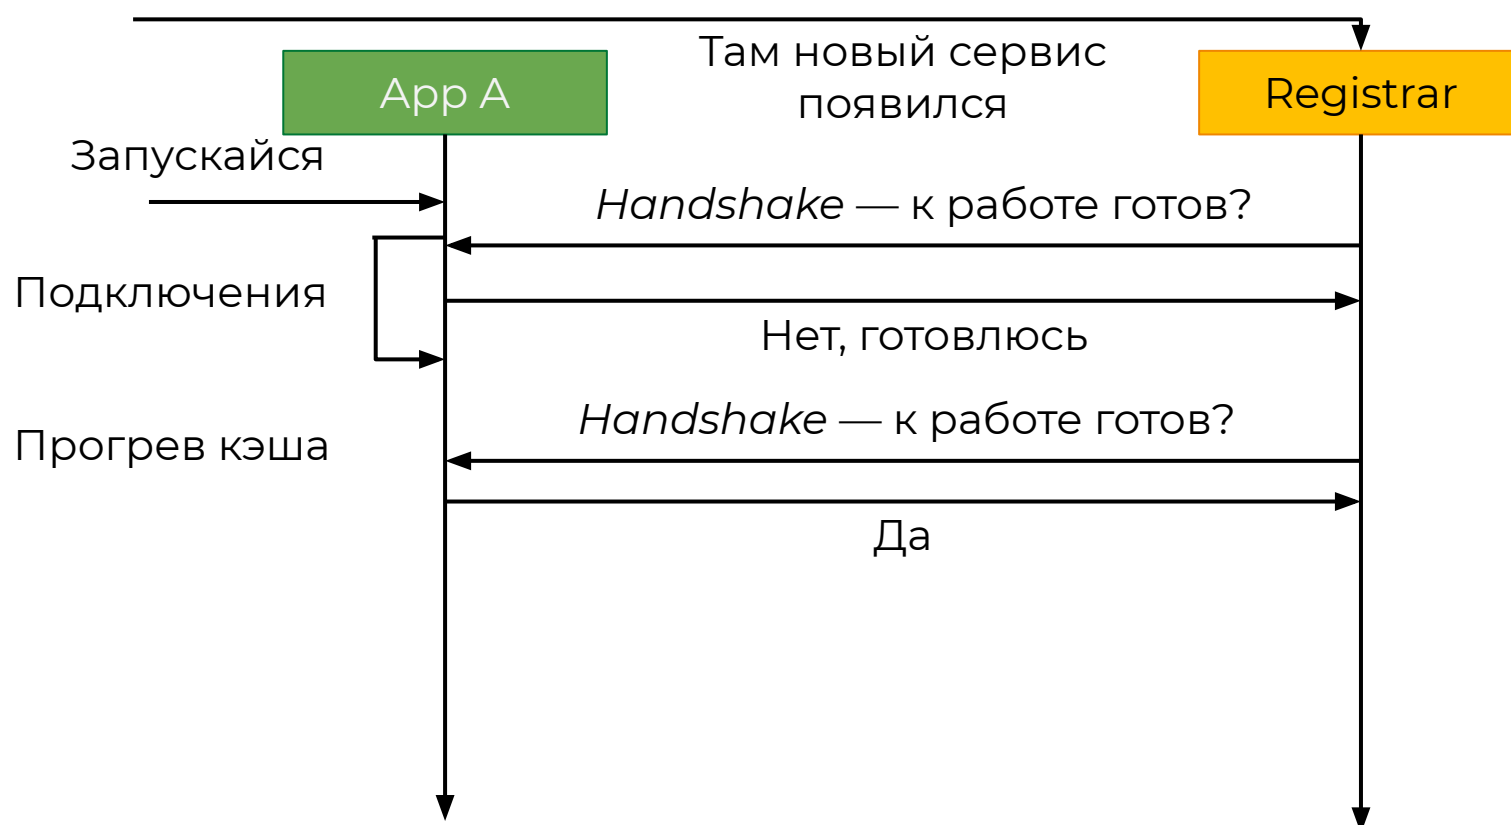 Там новый сервис
появился
App A
Registrar
Запускайся
Handshake — к работе готов?
Подключения
Нет, готовлюсь
Handshake — к работе готов?
Прогрев кэша
Да